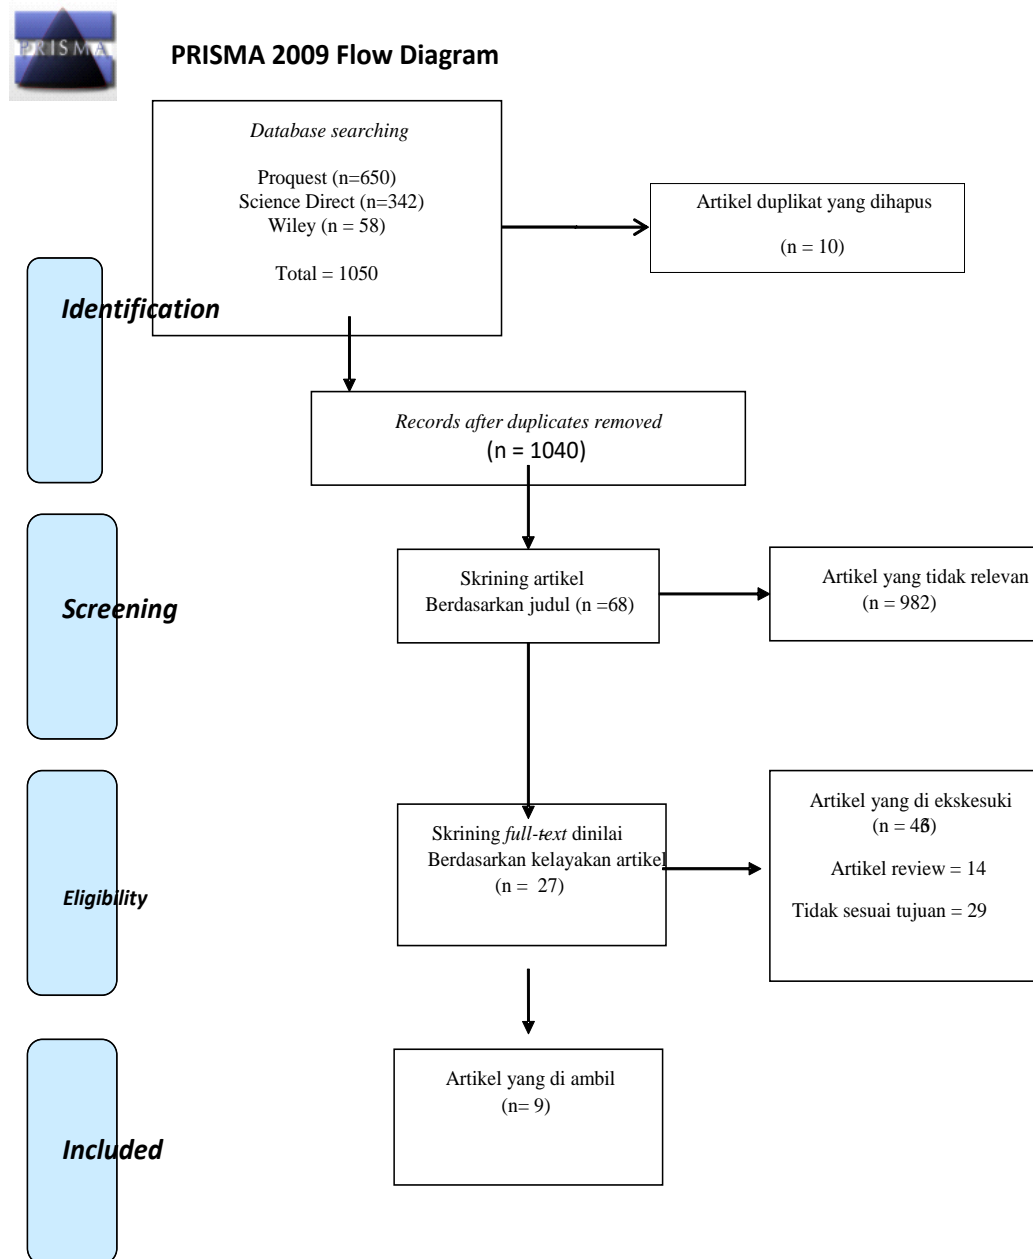 PRISMA
PRISMA 2009 Flow Diagram
Database searching
Proquest (n=650)
Science Direct (n=342)
Wiley (n = 58)
Total = 1050
Artikel duplikat yang dihapus
(n = 10)
Identification
Records after duplicates removed
(n = 1040)
Screening
Skrining artikel
Berdasarkan judul (n =68)
Artikel yang tidak relevan
(n = 982)
Eligibility
Skrining full-text dinilai
Berdasarkan kelayakan artikel
(n = 27)
Artikel yang di ekskesuki
Artikel review = 14
Tidak sesuai tujuan = 29
Included
Artikel yang di ambil
(n= 9)